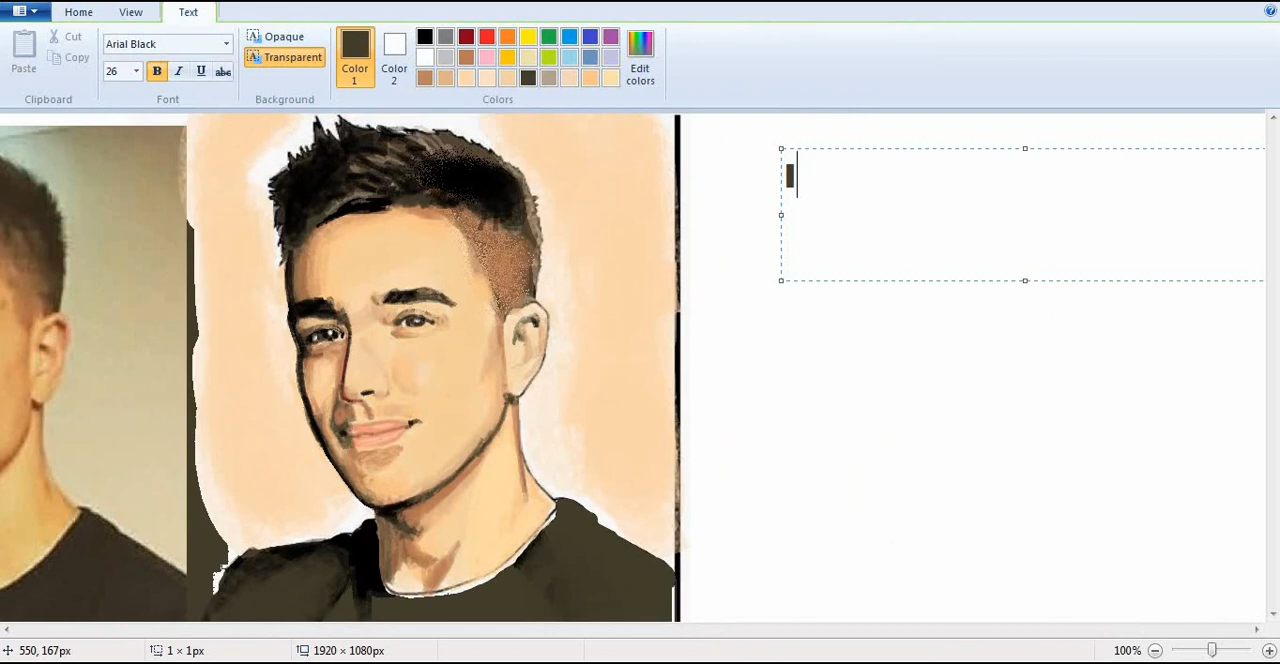 Home View Text
Cut
Copy
Paste
Clipboard
Arial Black
26 B I U abc
Font
Opaque
Transparent
Background
Color 1
Color 2
Edit colors
Colors
I
550, 167px
1 × 1px
1920 × 1080px
100%